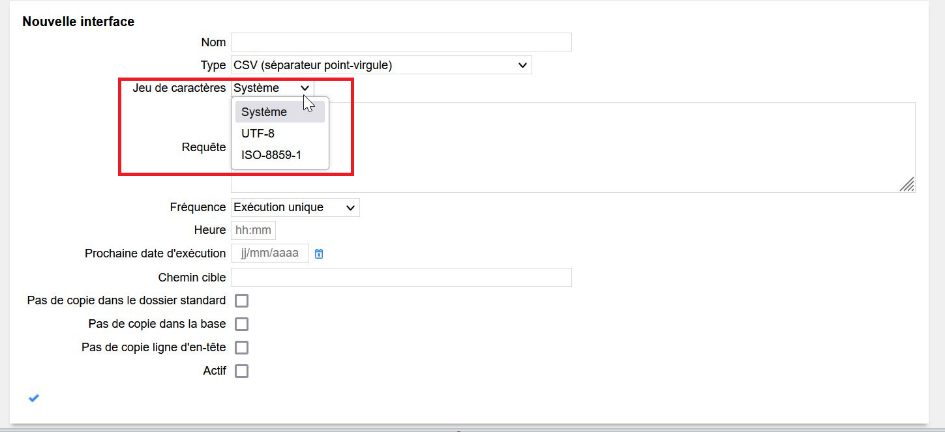 Nouvelle interface
Nom
Type CSV (séparateur point-virgule)
Jeu de caractères Système
Système
UTF-8
ISO-8859-1
Requête
Fréquence Exécution unique
Heure hh:mm
Prochaine date d'exécution jj/mm/aaaa
Chemin cible
Pas de copie dans le dossier standard
Pas de copie dans la base
Pas de copie ligne d'en-tête
Actif